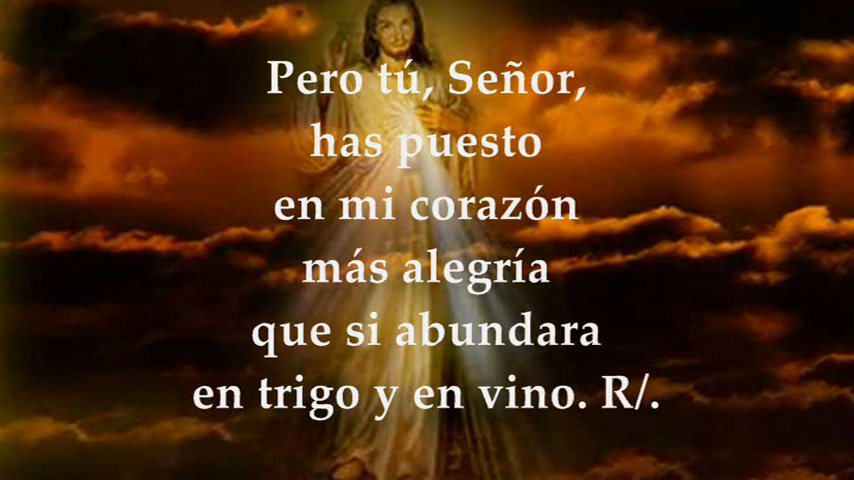 Pero tú, Señor,
has puesto
en mi corazón
más alegría
que si abundara
en trigo y en vino. R/.